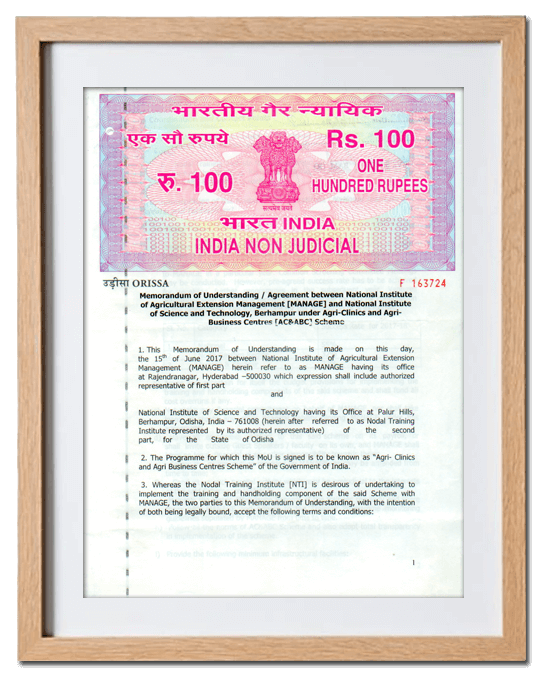 भारतीय गैर न्यायिक
एक सौ रुपये
Rs. 100
रु. 100
ONE
HUNDRED RUPEES
सत्यमेव जयते
भारत INDIA
INDIA NON JUDICIAL
उड़ीसा ORISSA
F 163724
Memorandum of Understanding / Agreement between National Institute
of Agricultural Extension Management [MANAGE] and National Institute
of Science and Technology, Berhampur under Agri-Clinics and Agri-
Business Centres [AC&ABC] Scheme
1. This Memorandum of Understanding is made on this day,
the 15th of June 2017 between National Institute of Agricultural Extension
Management (MANAGE) herein refer to as MANAGE having its office
at Rajendranagar, Hyderabad –500030 which expression shall include authorized
representative of first part
and
National Institute of Science and Technology having its Office at Palur Hills,
Berhampur, Odisha, India – 761008 (herein after referred to as Nodal Training
Institute represented by its authorized representative) of the second
part, for the State of Odisha
2. The Programme for which this MoU is signed is to be known as "Agri- Clinics
and Agri Business Centres Scheme" of the Government of India.
3. Whereas the Nodal Training Institute [NTI] is desirous of undertaking to
implement the training and handholding component of the said Scheme with
MANAGE, the two parties to this Memorandum of Understanding, with the intention
of both being legally bound, accept the following terms and conditions:
1